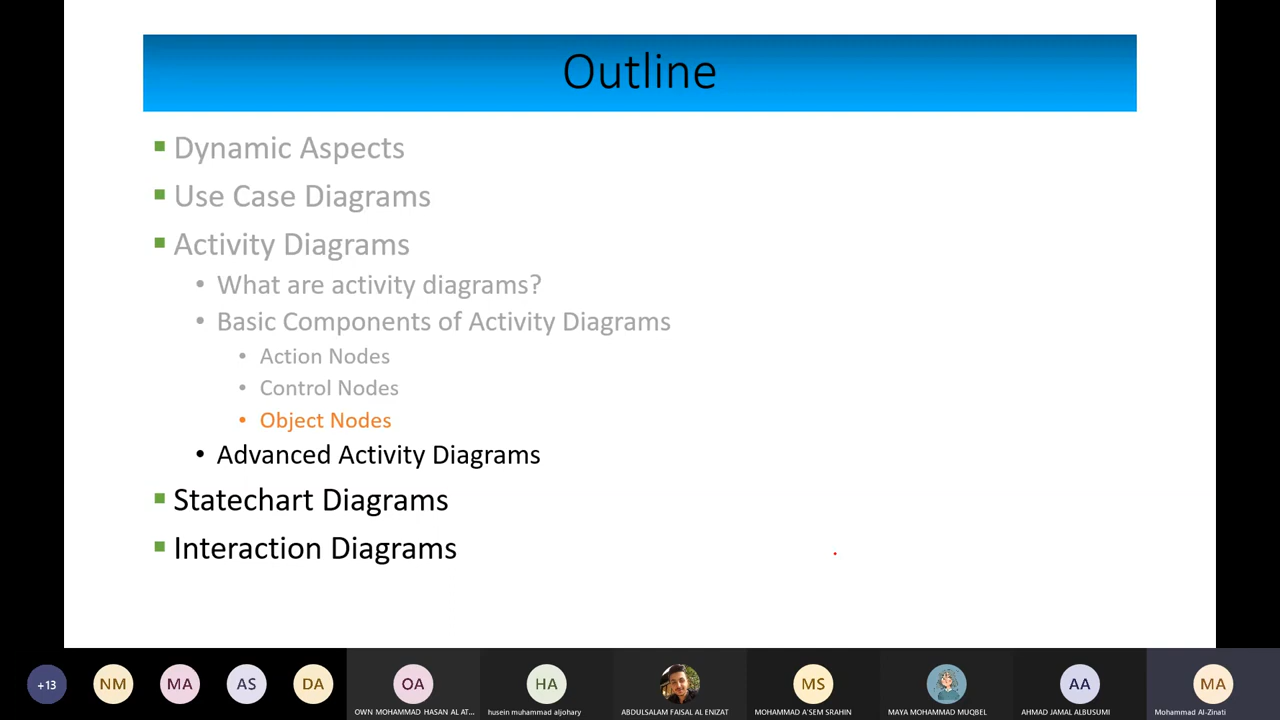 Outline
Dynamic Aspects
Use Case Diagrams
Activity Diagrams
What are activity diagrams?
Basic Components of Activity Diagrams
Action Nodes
Control Nodes
Object Nodes
Advanced Activity Diagrams
Statechart Diagrams
Interaction Diagrams
+13
NM
MA
AS
DA
OA
HA
MS
AA
MA
OWN MOHAMMAD HASAN AL AT...
husein muhammad aljohary
ABDULSALAM FAISAL AL ENIZAT
MOHAMMAD A'SEM SRAHIN
MAYA MOHAMMAD MUQBEL
AHMAD JAMAL ALBUSUMI
Mohammad Al-Zinati